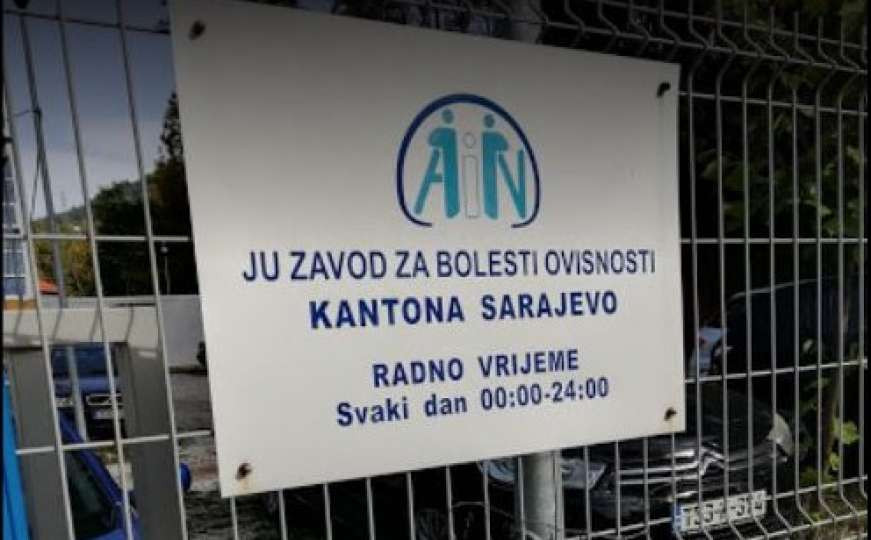 AiN
JU ZAVOD ZA BOLESTI OVISNOSTI
KANTONA SARAJEVO
RADNO VRIJEME
Svaki dan 00:00-24:00